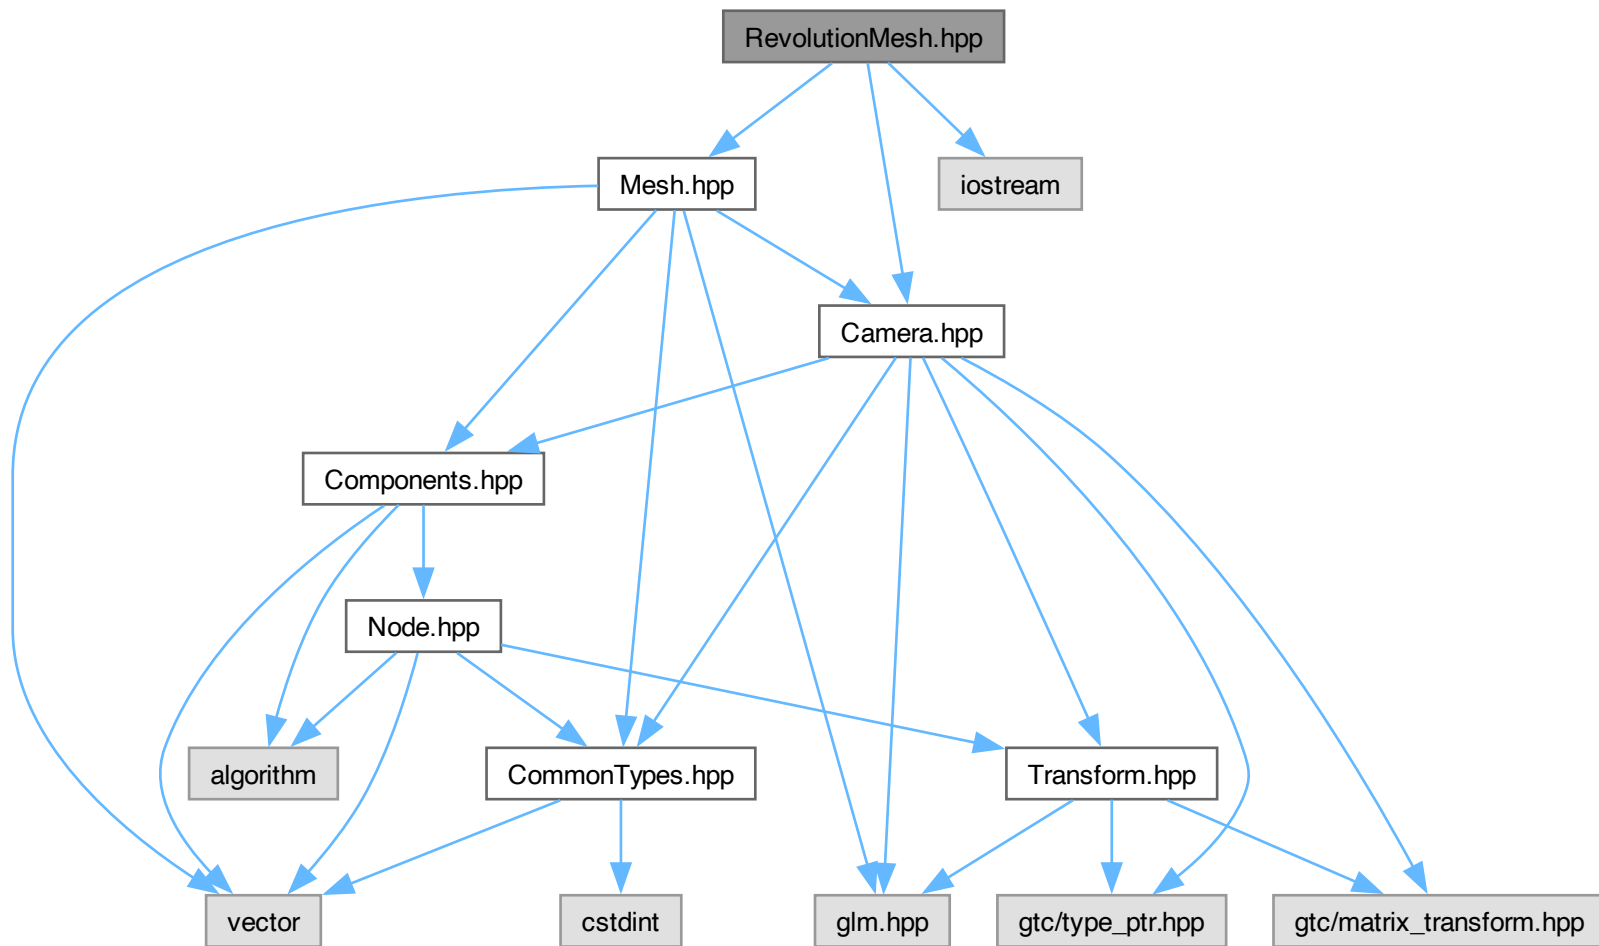 RevolutionMesh.hpp
Mesh.hpp
iostream
Camera.hpp
Components.hpp
Node.hpp
algorithm
CommonTypes.hpp
Transform.hpp
vector
cstdint
glm.hpp
gtc/type_ptr.hpp
gtc/matrix_transform.hpp